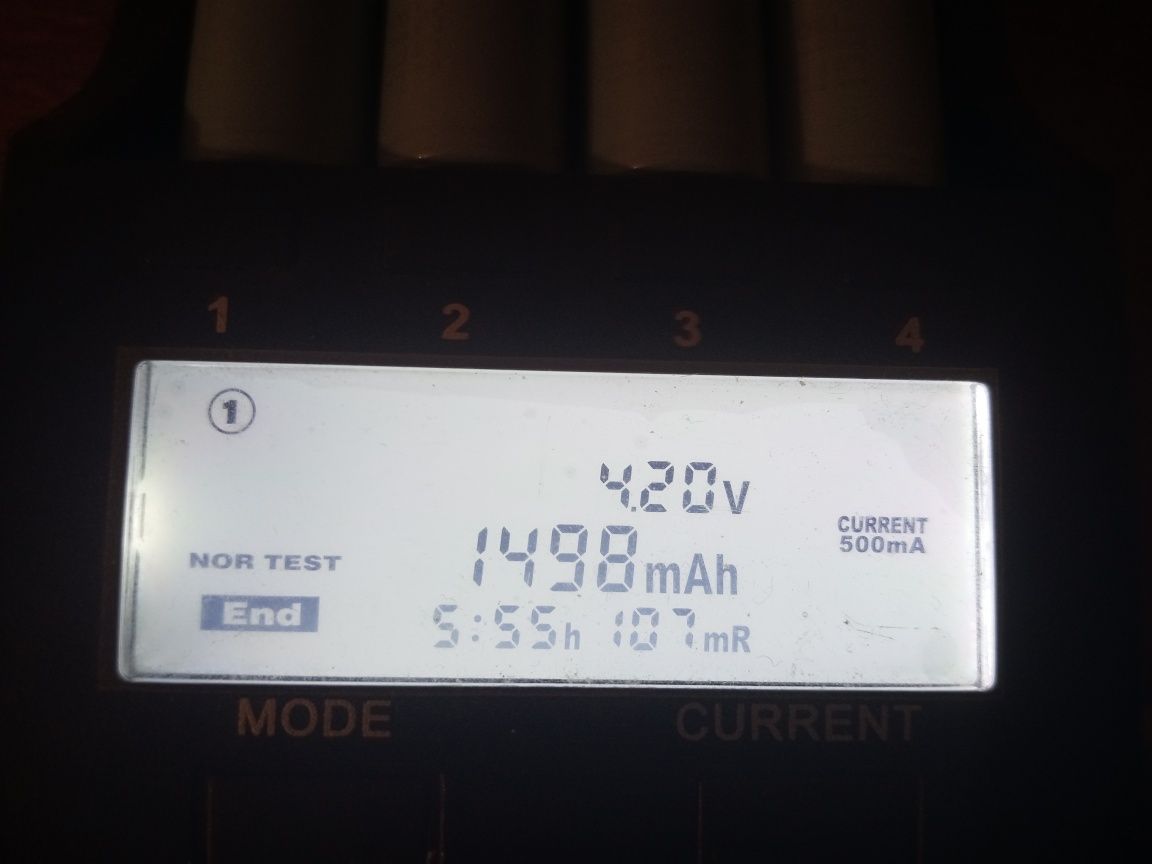 1 2 3 4
1
4.20V
CURRENT
500mA
1498mAh
NOR TEST
End
5:55h 107mR
MODE CURRENT